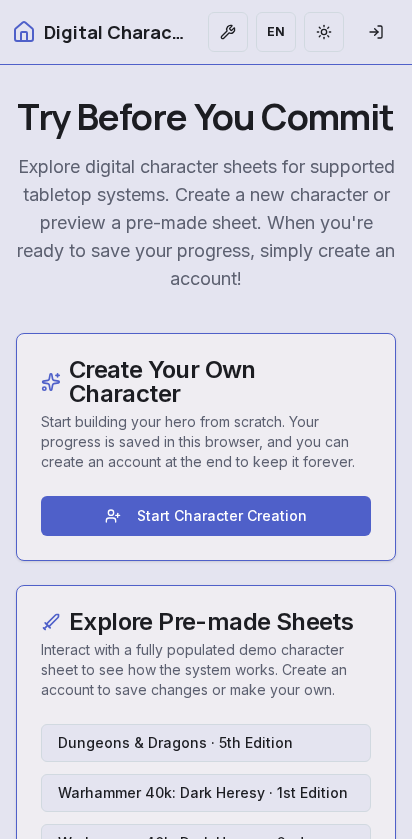 Digital Charac...
EN
Try Before You Commit
Explore digital character sheets for supported
tabletop systems. Create a new character or
preview a pre-made sheet. When you're
ready to save your progress, simply create an
account!
Create Your Own
Character
Start building your hero from scratch. Your
progress is saved in this browser, and you can
create an account at the end to keep it forever.
Start Character Creation
Explore Pre-made Sheets
Interact with a fully populated demo character
sheet to see how the system works. Create an
account to save changes or make your own.
Dungeons & Dragons · 5th Edition
Warhammer 40k: Dark Heresy · 1st Edition